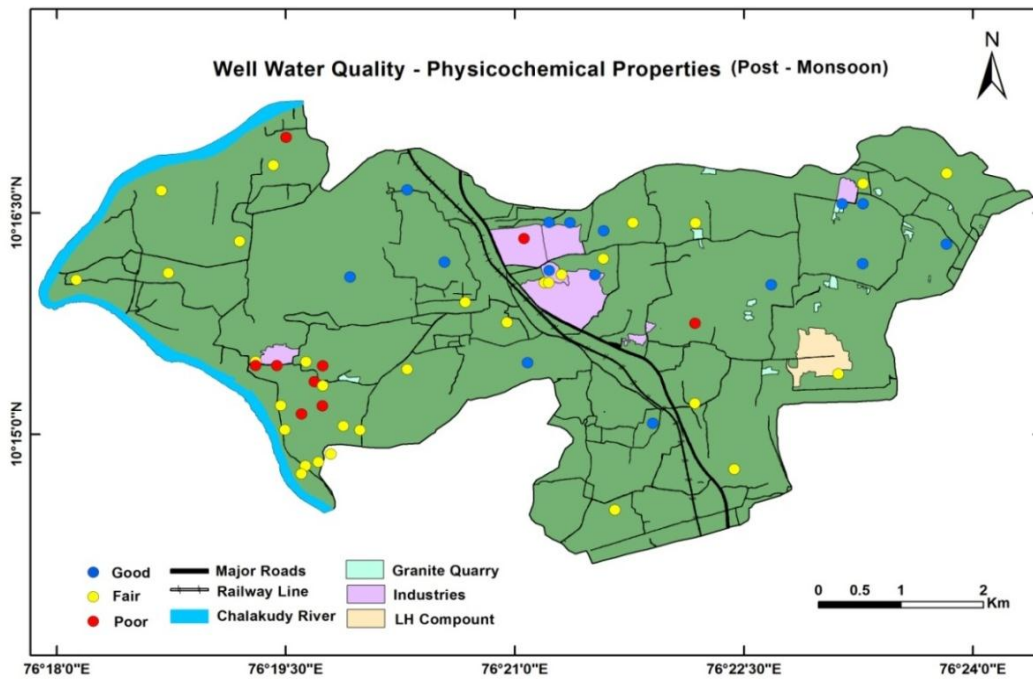 Well Water Quality - Physicochemical Properties (Post - Monsoon)
N
10°16'30"N
10°15'0"N
Good
Fair
Poor
Major Roads
Railway Line
Chalakudy River
Granite Quarry
Industries
LH Compount
0 0.5 1 2
Km
76°18'0"E 76°19'30"E 76°21'0"E 76°22'30"E 76°24'0"E